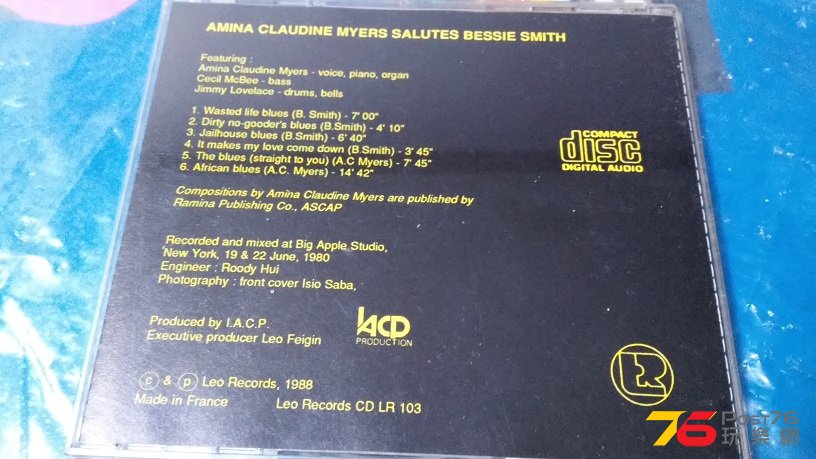 AMINA CLAUDINE MYERS SALUTES BESSIE SMITH
Featuring :
Amina Claudine Myers - voice, piano, organ
Cecil McBee - bass
Jimmy Lovelace - drums, bells
1. Wasted life blues (B. Smith) - 7' 00"
2. Dirty no-gooder's blues (B.Smith) - 4' 10"
3. Jailhouse blues (B.Smith) - 6' 40"
4. It makes my love come down (B.Smith) - 3' 45"
5. The blues (straight to you) (A.C Myers) - 7' 45"
6. African blues (A.C. Myers) - 14' 42"
COMPACT
disc
DIGITAL AUDIO
Compositions by Amina Claudine Myers are published by
Ramina Publishing Co., ASCAP
Recorded and mixed at Big Apple Studio,
New York, 19 & 22 June, 1980
Engineer : Roody Hui
Photography : front cover Isio Saba,
Produced by I.A.C.P.
Executive producer Leo Feigin
IACP
PRODUCTION
LR
c & p Leo Records, 1988
Made in France Leo Records CD LR 103
76 Post76
玩樂網